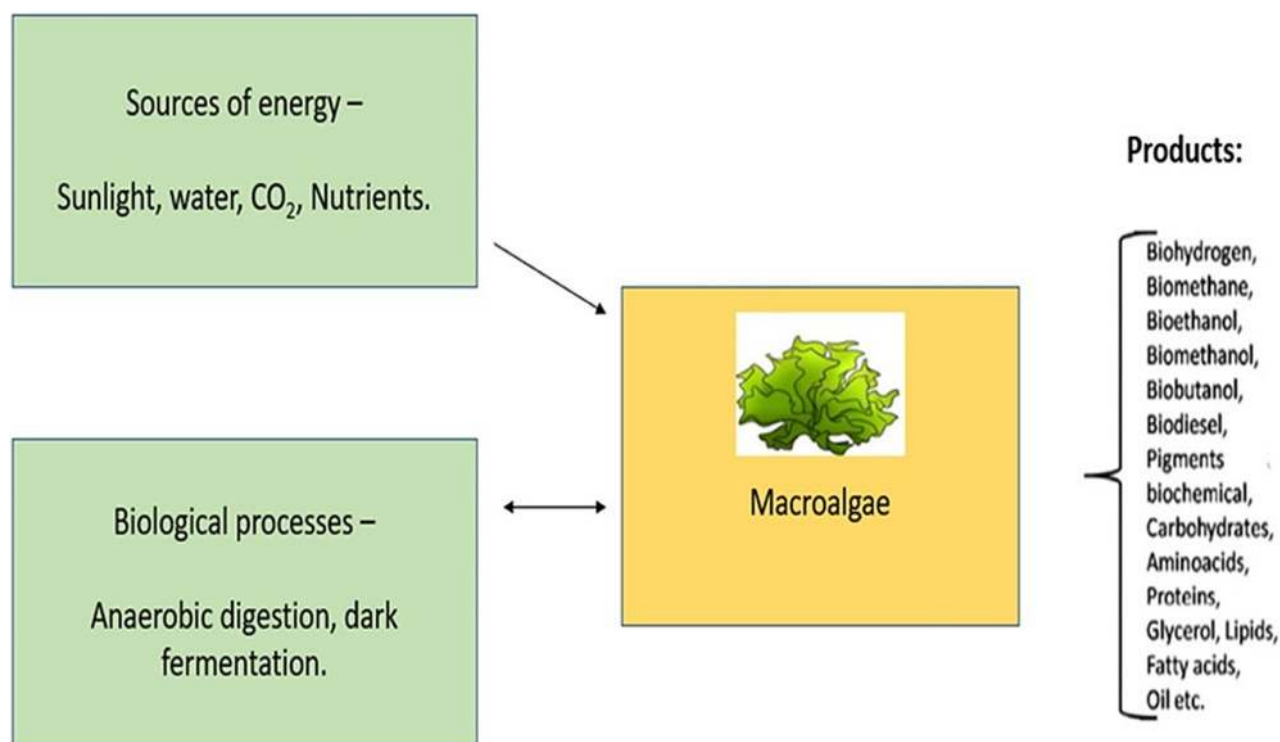 Sources of energy –
Sunlight, water, CO₂, Nutrients.
Biological processes –
Anaerobic digestion, dark
fermentation.
Macroalgae
Products:
Biohydrogen,
Biomethane,
Bioethanol,
Biomethanol,
Biobutanol,
Biodiesel,
Pigments
biochemical,
Carbohydrates,
Aminoacids,
Proteins,
Glycerol, Lipids,
Fatty acids,
Oil etc.